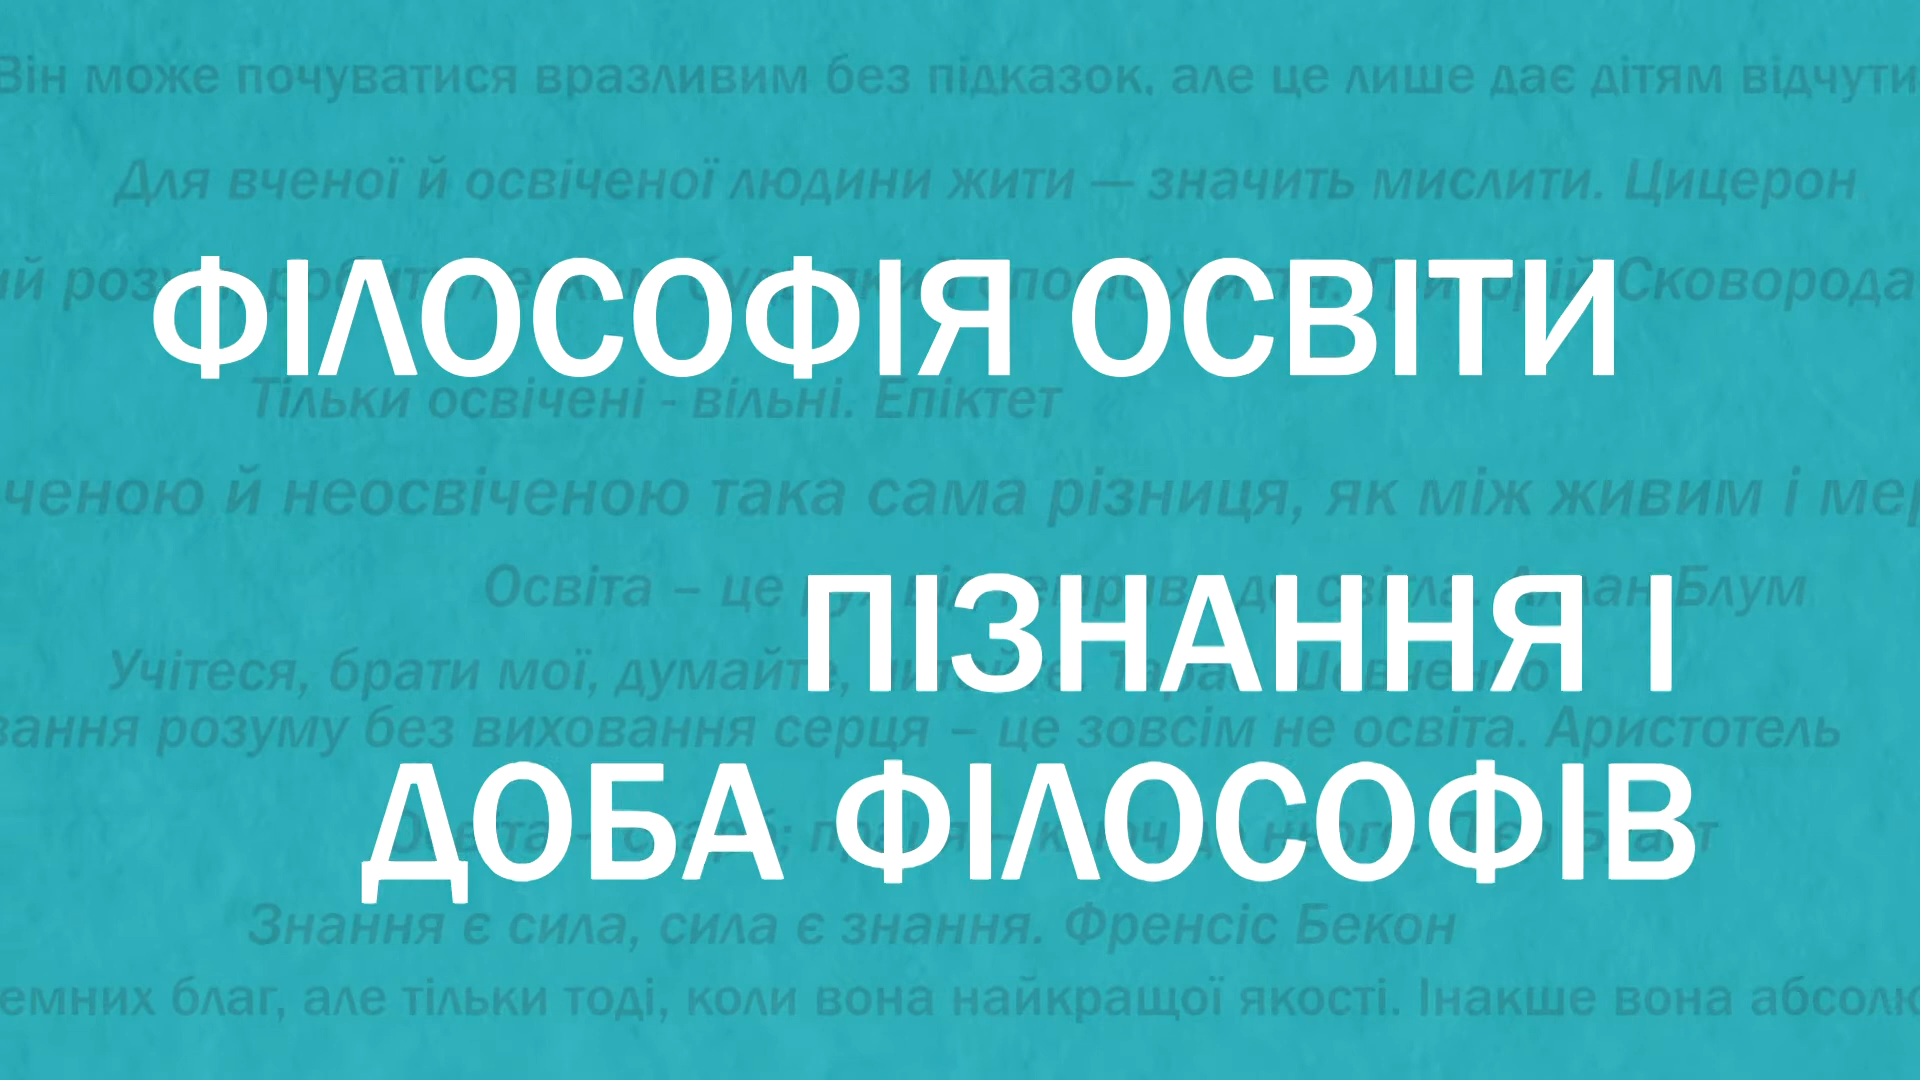 Він може почуватися вразливим без підказок, але це лише дає дітям відчути
Для вченої й освіченої людини жити — значить мислити. Цицерон
ФІЛОСОФІЯ ОСВІТИ
Сковорода
Тільки освічені - вільні. Епіктет
ченою й неосвіченою така сама різниця, як між живим і мер
Освіта – це Блум
ПІЗНАННЯ І
Учітеся, брати мої, думайте,
вання розуму без виховання серця – це зовсім не освіта. Аристотель
ДОБА ФІЛОСОФІВ
Знання є сила, сила є знання. Френсіс Бекон
емних благ, але тільки тоді, коли вона найкращої якості. Інакше вона абсолю